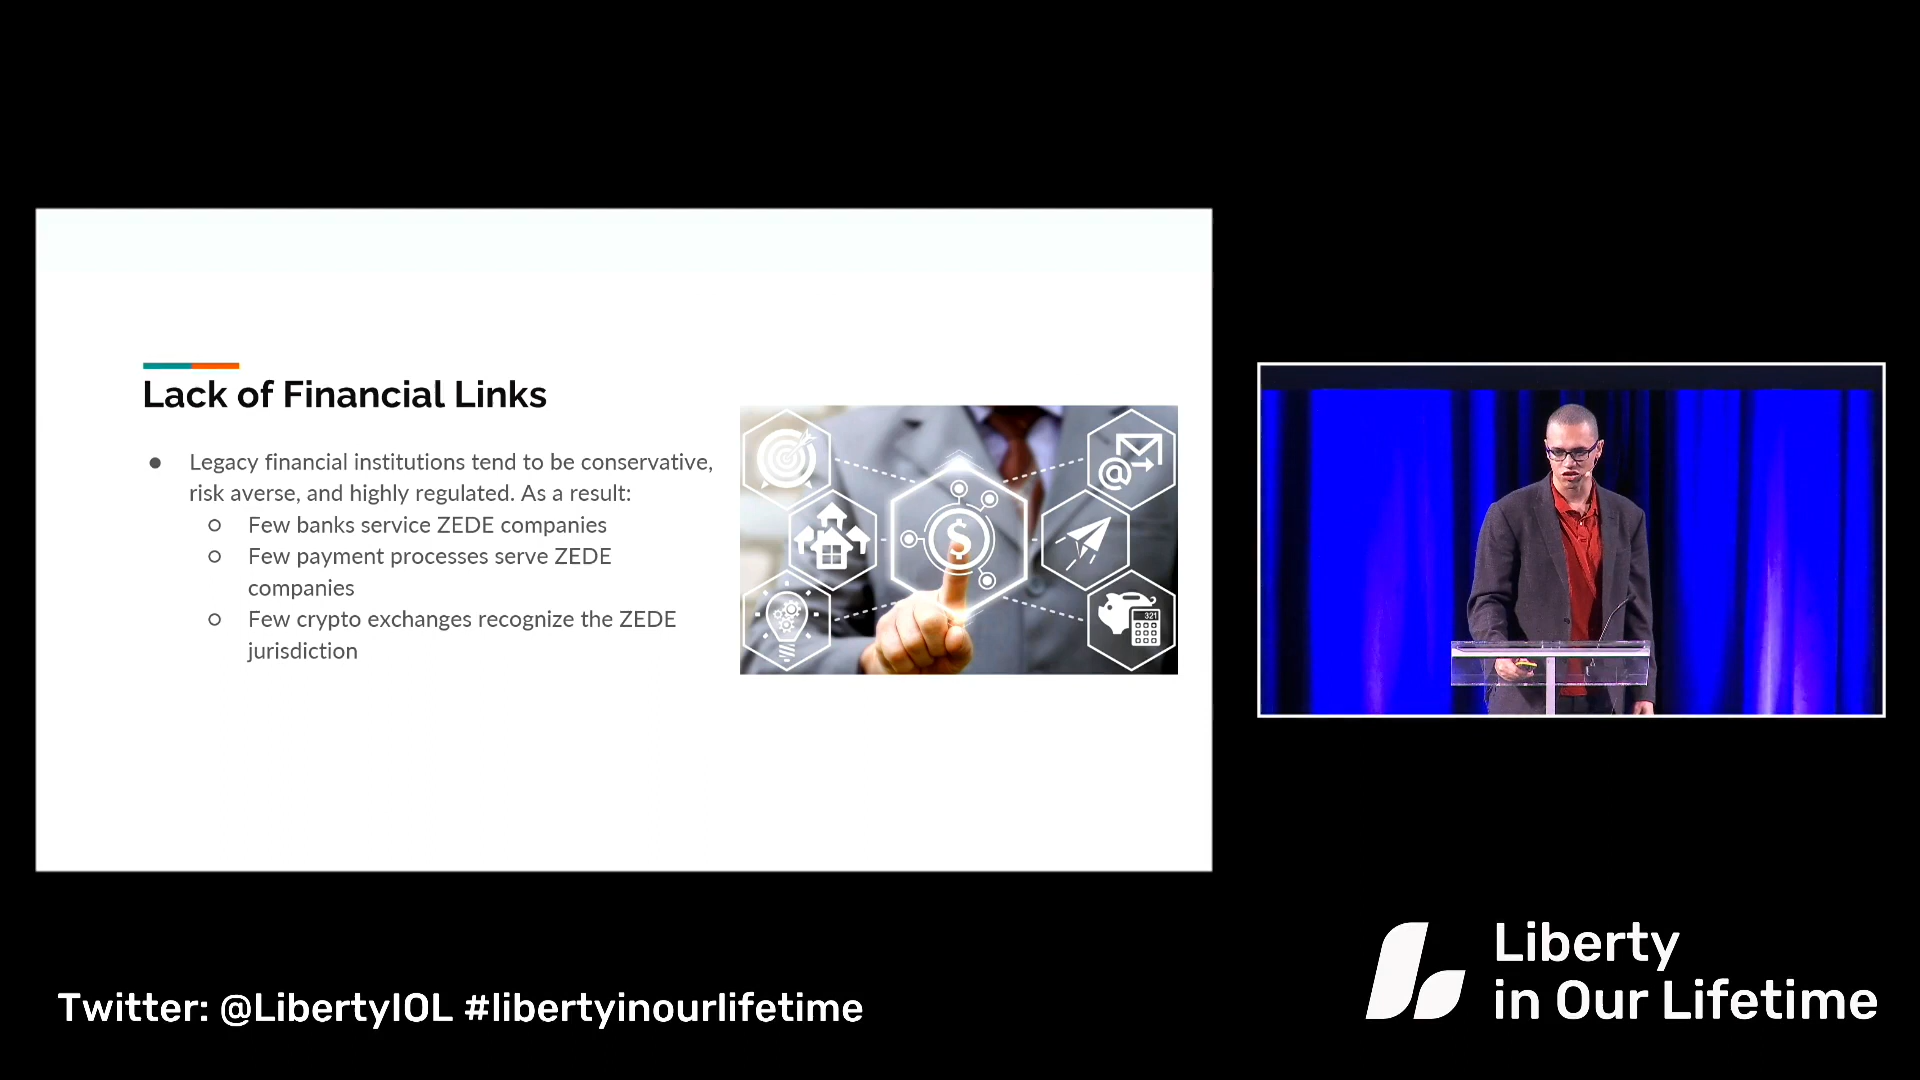 Lack of Financial Links
● Legacy financial institutions tend to be conservative,
risk averse, and highly regulated. As a result:
○ Few banks service ZEDE companies
○ Few payment processes serve ZEDE
companies
○ Few crypto exchanges recognize the ZEDE
jurisdiction
@
$
321
Twitter: @LibertyIOL #libertyinourlifetime
Liberty
in Our Lifetime